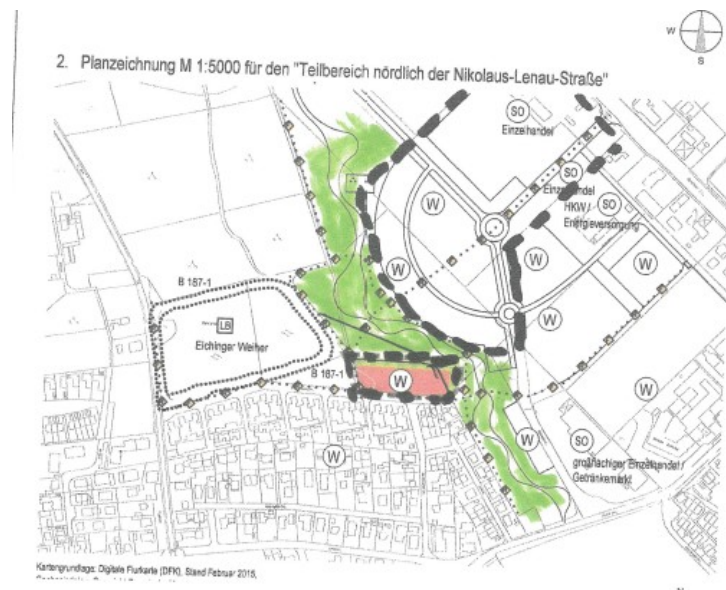 W
S
2. Planzeichnung M 1:5000 für den "Teilbereich nördlich der Nikolaus-Lenau-Straße"
SO
Einzelhandel
SO
Einzelhandel
HKW /
Energieversorgung
SO
W
W
W
W
W
W
B 187-1
LB
Eichinger Weiher
B 187-1
W
W
W
W
SO
großflächiger Einzelhandel /
Getränkemarkt
Kartengrundlage: Digitale Flurkarte (DFK), Stand Februar 2015,